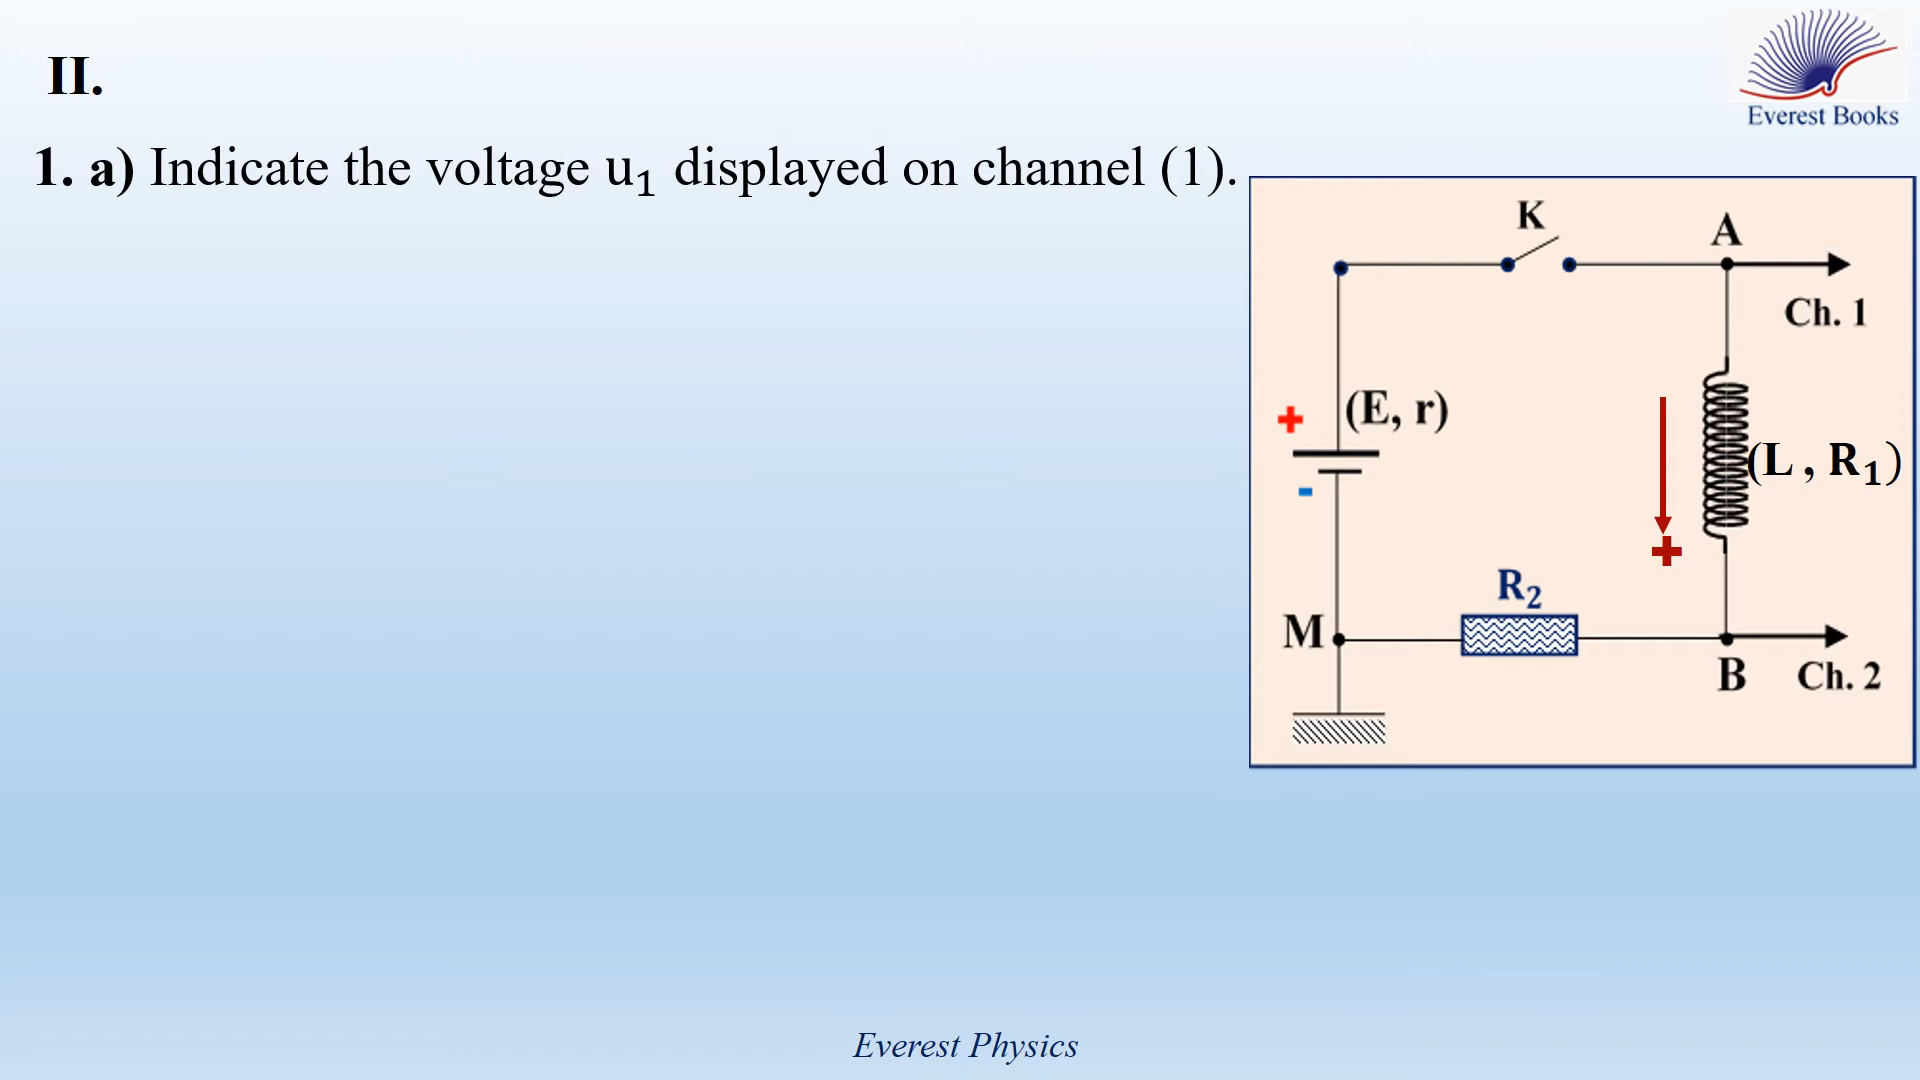 II.
Everest Books
1. a) Indicate the voltage u₁ displayed on channel (1).
K
A
Ch. 1
+
(E, r)
(L , R₁)
-
+
R₂
M
B
Ch. 2
Everest Physics